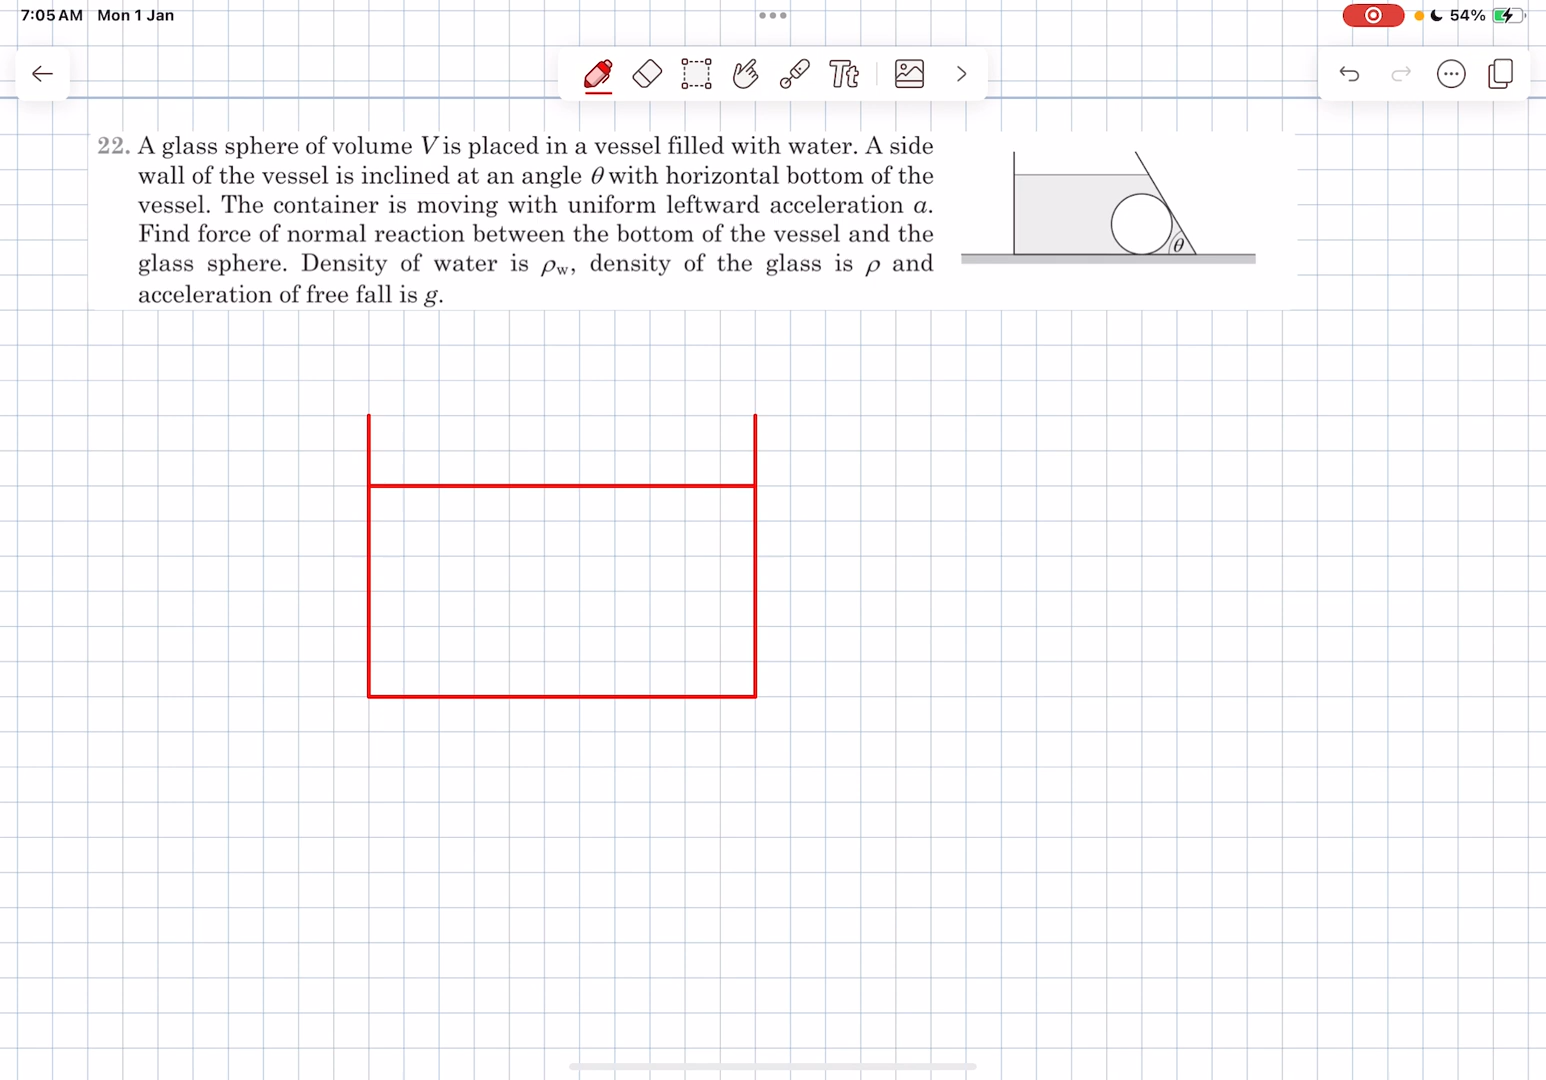 7:05 AM Mon 1 Jan
54%
Tt
22. A glass sphere of volume V is placed in a vessel filled with water. A side
wall of the vessel is inclined at an angle θ with horizontal bottom of the
vessel. The container is moving with uniform leftward acceleration a.
Find force of normal reaction between the bottom of the vessel and the
glass sphere. Density of water is ρw, density of the glass is ρ and
acceleration of free fall is g.
θ